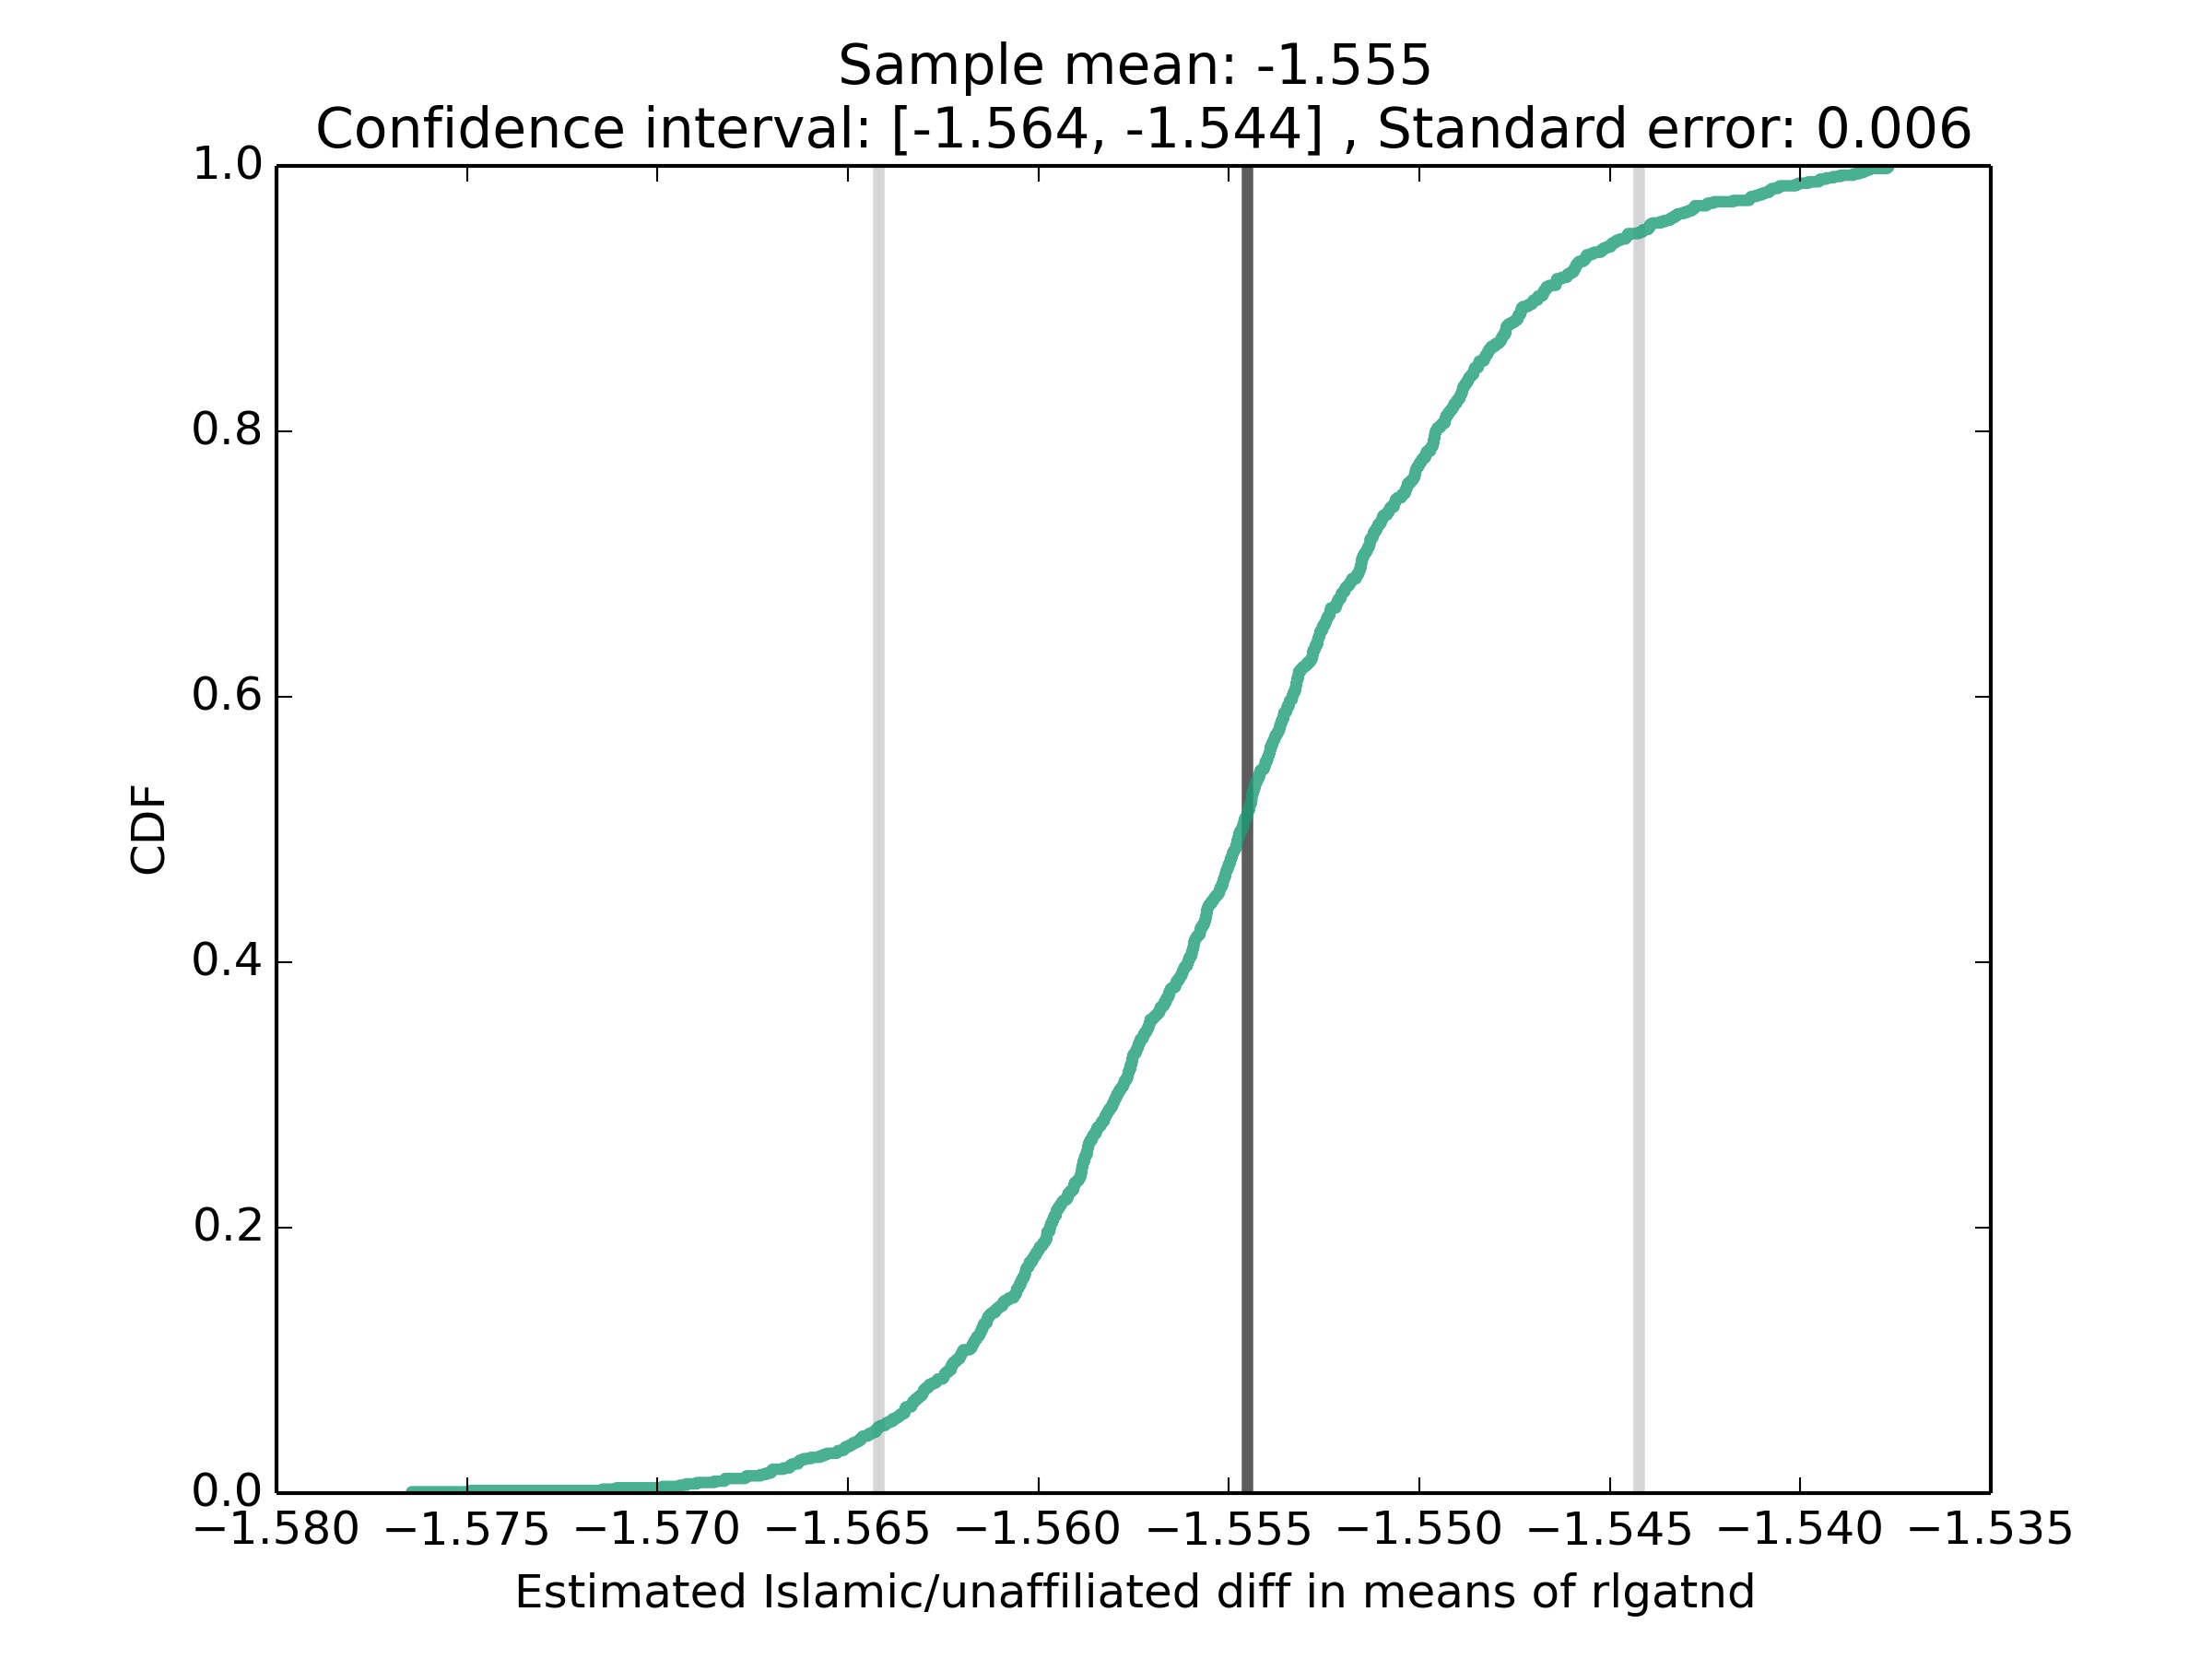 Sample mean: -1.555
Confidence interval: [-1.564, -1.544] , Standard error: 0.006
1.0
0.8
0.6
0.4
0.2
0.0
CDF
−1.580 −1.575 −1.570 −1.565 −1.560 −1.555 −1.550 −1.545 −1.540 −1.535
Estimated Islamic/unaffiliated diff in means of rlgatnd